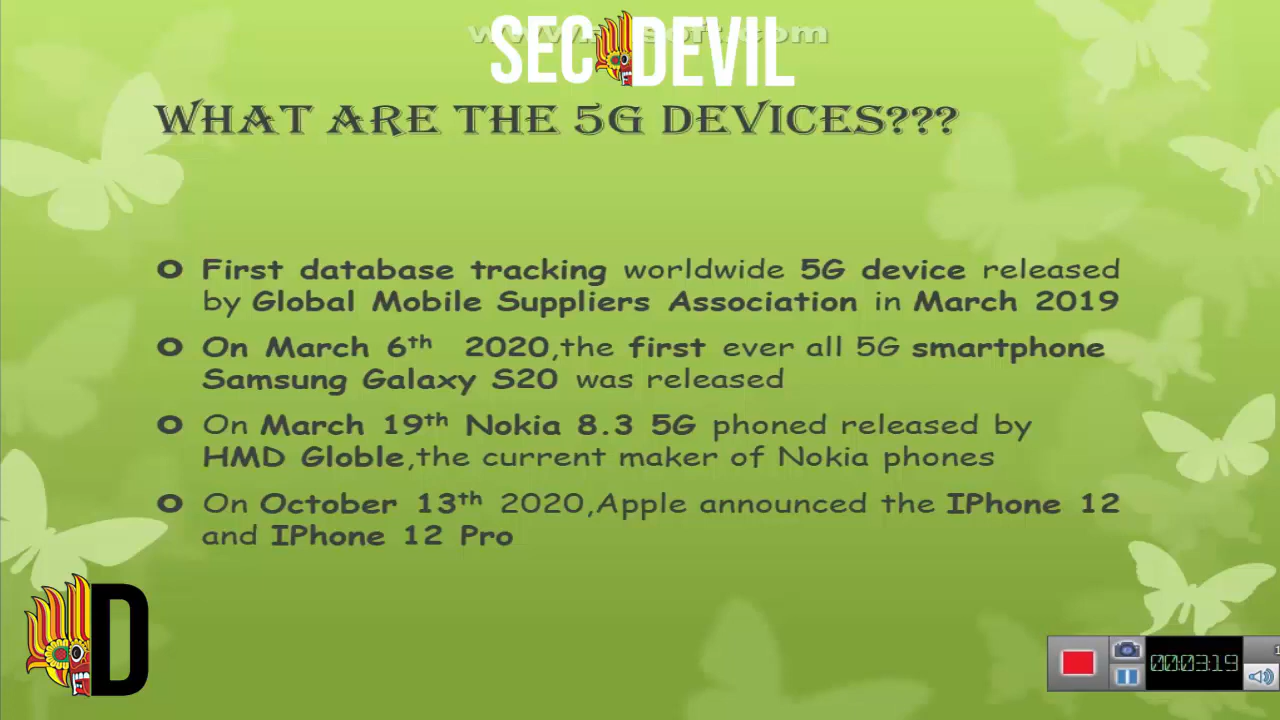 SEC DEVIL
WHAT ARE THE 5G DEVICES???
First database tracking worldwide 5G device released
by Global Mobile Suppliers Association in March 2019
On March 6th 2020,the first ever all 5G smartphone
Samsung Galaxy S20 was released
On March 19th Nokia 8.3 5G phoned released by
HMD Globle,the current maker of Nokia phones
On October 13th 2020,Apple announced the IPhone 12
and IPhone 12 Pro
D
00:03:19